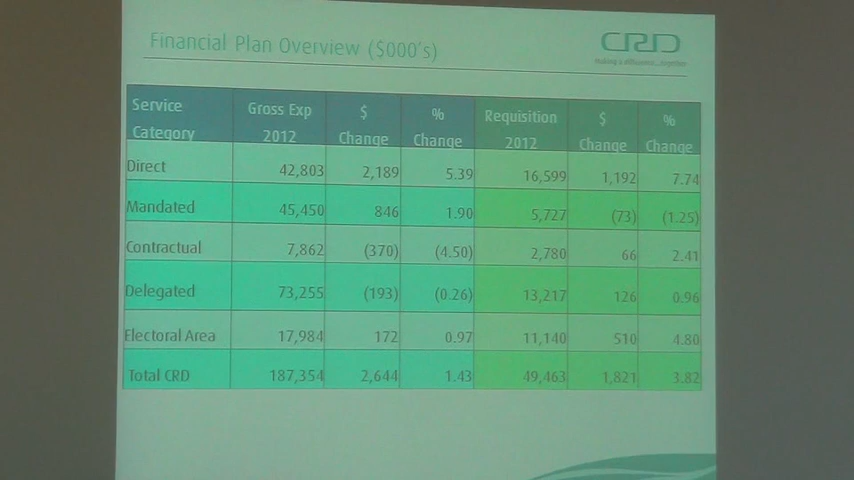 Financial Plan Overview ($000's)
CRD
Making a difference...together
Service Category Gross Exp 2012 $ Change % Change Requisition 2012 $ Change % Change
Direct 42,803 2,189 5.39 16,599 1,192 7.74
Mandated 45,450 846 1.90 5,727 (73) (1.25)
Contractual 7,862 (370) (4.50) 2,780 66 2.41
Delegated 73,255 (193) (0.26) 13,217 126 0.96
Electoral Area 17,984 172 0.97 11,140 510 4.80
Total CRD 187,354 2,644 1.43 49,463 1,821 3.82